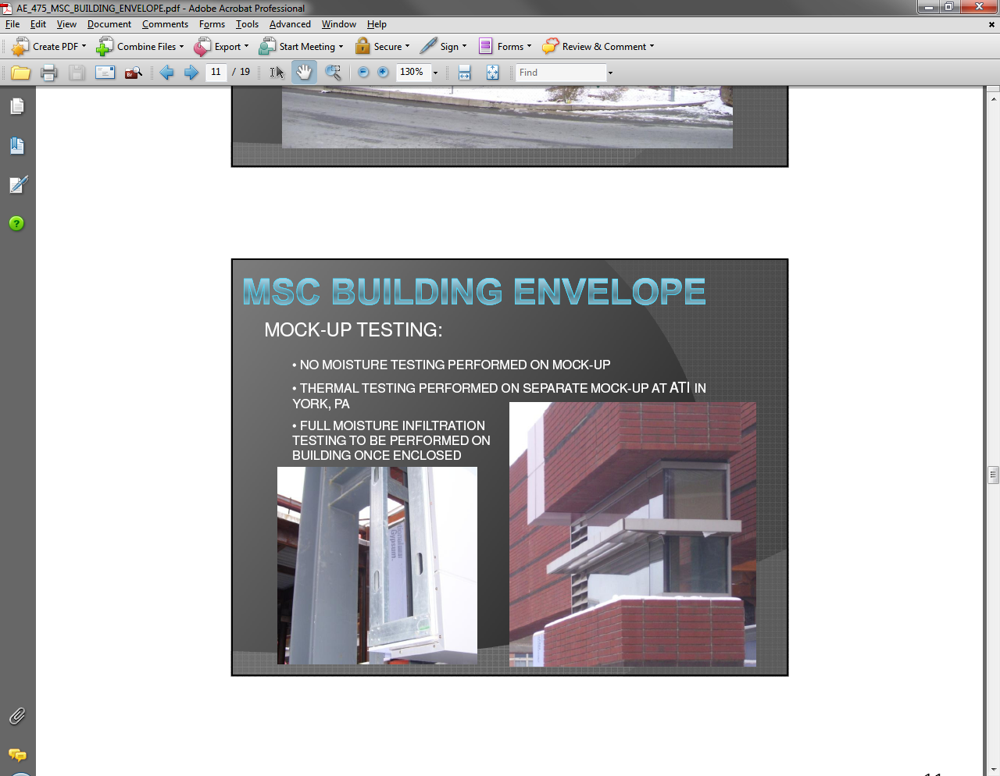 AE_475_MSC_BUILDING_ENVELOPE.pdf - Adobe Acrobat Professional
File Edit View Document Comments Forms Tools Advanced Window Help
Create PDF Combine Files Export Start Meeting Secure Sign Forms Review & Comment
Br 11 / 19 130% Find
MSC BUILDING ENVELOPE
MOCK-UP TESTING:
• NO MOISTURE TESTING PERFORMED ON MOCK-UP
• THERMAL TESTING PERFORMED ON SEPARATE MOCK-UP AT ATI IN
YORK, PA
• FULL MOISTURE INFILTRATION
TESTING TO BE PERFORMED ON
BUILDING ONCE ENCLOSED
Gypsum.